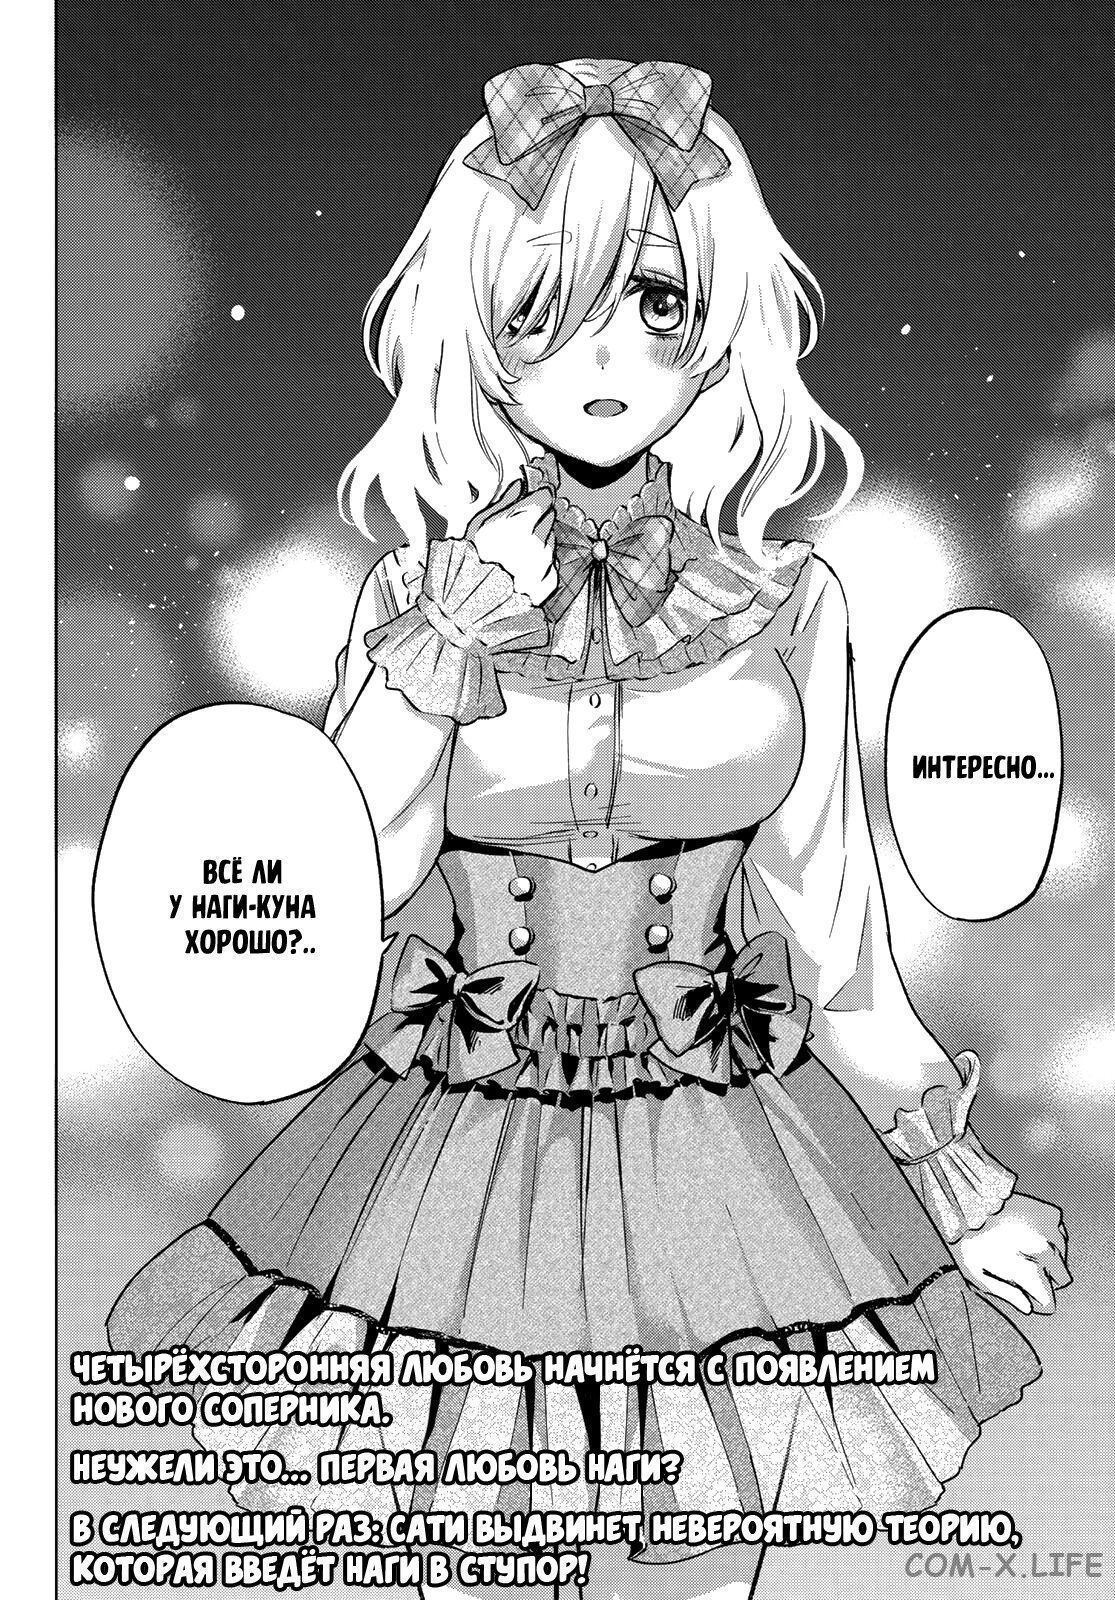 ИНТЕРЕСНО...
ВСЁ ЛИ
У НАГИ-КУНА
ХОРОШО?..
ЧЕТЫРЁХСТОРОННЯЯ ЛЮБОВЬ НАЧНЁТСЯ С ПОЯВЛЕНИЕМ
НОВОГО СОПЕРНИКА.
НЕУЖЕЛИ ЭТО... ПЕРВАЯ ЛЮБОВЬ НАГИ?
В СЛЕДУЮЩИЙ РАЗ: САТИ ВЫДВИНЕТ НЕВЕРОЯТНУЮ ТЕОРИЮ,
КОТОРАЯ ВВЕДЁТ НАГИ В СТУПОР!
COM-X.LIFE